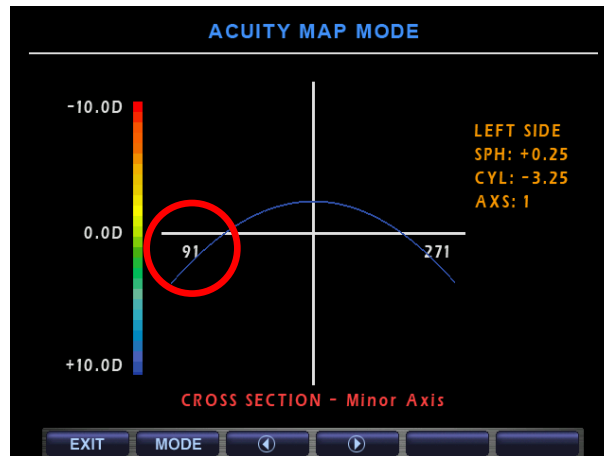 ACUITY MAP MODE
-10.0D
LEFT SIDE
SPH: +0.25
CYL: -3.25
AXS: 1
0.0D
91
271
+10.0D
CROSS SECTION - Minor Axis
EXIT MODE